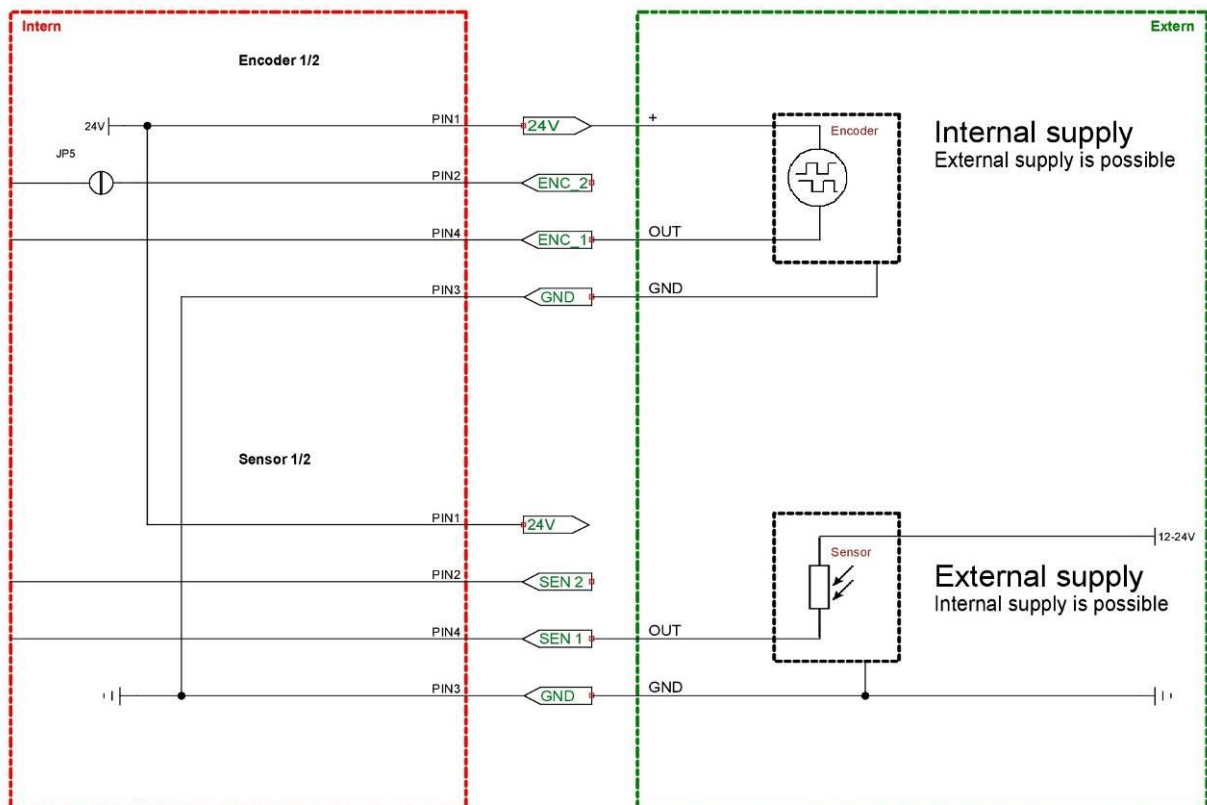 Intern
Extern
Encoder 1/2
24V
PIN1
24V
+
Encoder
Internal supply
External supply is possible
JP5
PIN2
ENC_2
PIN4
ENC_1
OUT
PIN3
GND
GND
Sensor 1/2
PIN1
24V
12-24V
Sensor
External supply
Internal supply is possible
PIN2
SEN 2
PIN4
SEN 1
OUT
PIN3
GND
GND